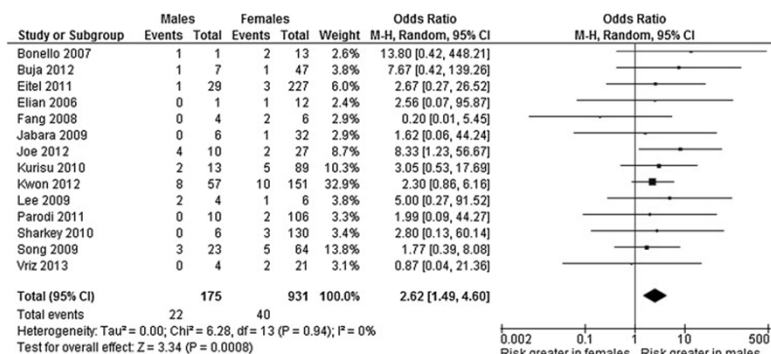 Males Females Odds Ratio Odds Ratio
Study or Subgroup Events Total Events Total Weight M-H, Random, 95% CI M-H, Random, 95% CI
Bonello 2007 1 1 2 13 2.6% 13.80 [0.42, 448.21]
Buja 2012 1 7 1 47 3.8% 7.67 [0.42, 139.26]
Eitel 2011 1 29 3 227 6.0% 2.67 [0.27, 26.52]
Elian 2006 0 1 1 12 2.4% 2.56 [0.07, 95.87]
Fang 2008 0 4 2 6 2.9% 0.20 [0.01, 5.45]
Jabara 2009 0 6 1 32 2.9% 1.62 [0.06, 44.24]
Joe 2012 4 10 2 27 8.7% 8.33 [1.23, 56.67]
Kurisu 2010 2 13 5 89 10.4% 3.05 [0.53, 17.69]
Kwon 2012 8 57 10 151 32.9% 2.30 [0.86, 6.16]
Lee 2009 2 4 1 6 3.8% 5.00 [0.27, 91.52]
Parodi 2011 0 10 2 106 3.4% 1.99 [0.09, 44.27]
Sharkey 2010 0 6 3 130 3.4% 2.80 [0.13, 60.14]
Song 2009 3 23 5 64 13.8% 1.77 [0.39, 8.08]
Vriz 2013 0 4 2 21 3.1% 0.87 [0.04, 21.36]
Total (95% CI) 175 931 100.0% 2.62 [1.49, 4.60]
Total events 22 40
Heterogeneity: Tau² = 0.00; Chi² = 6.28, df = 13 (P = 0.94); I² = 0%
Test for overall effect: Z = 3.34 (P = 0.0008)
0.002 0.1 1 10 500
Risk greater in females Risk greater in males